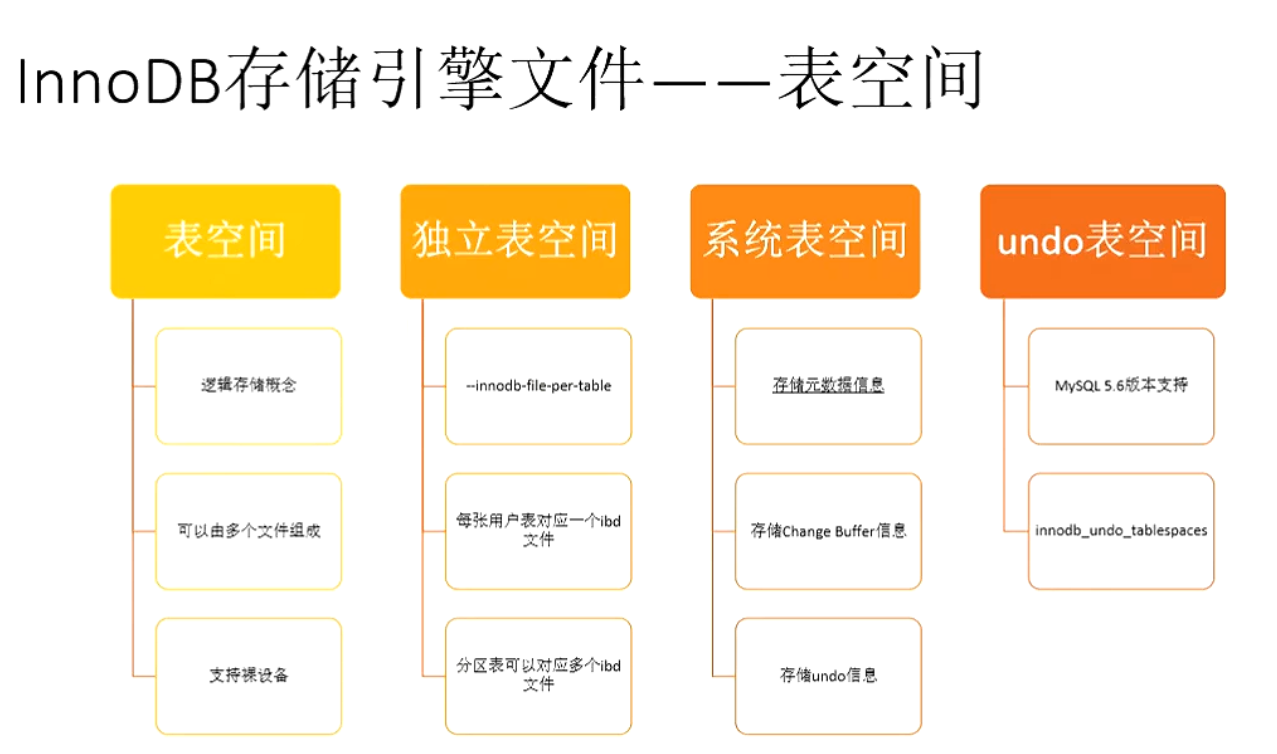 InnoDB存储引擎文件——表空间
表空间
逻辑存储概念
可以由多个文件组成
支持裸设备
独立表空间
--innodb-file-per-table
每张用户表对应一个ibd
文件
分区表可以对应多个ibd
文件
系统表空间
存储元数据信息
存储Change Buffer信息
存储undo信息
undo表空间
MySQL 5.6版本支持
innodb_undo_tablespaces